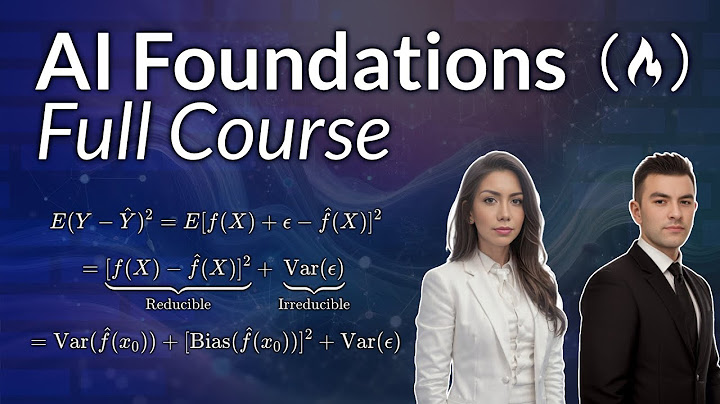 AI Foundations
Full Course
E(Y − Ŷ)² = E[f(X) + ϵ − f̂(X)]²
= [f(X) − f̂(X)]² + Var(ϵ)
Reducible Irreducible
= Var(f̂(x₀)) + [Bias(f̂(x₀))]² + Var(ϵ)